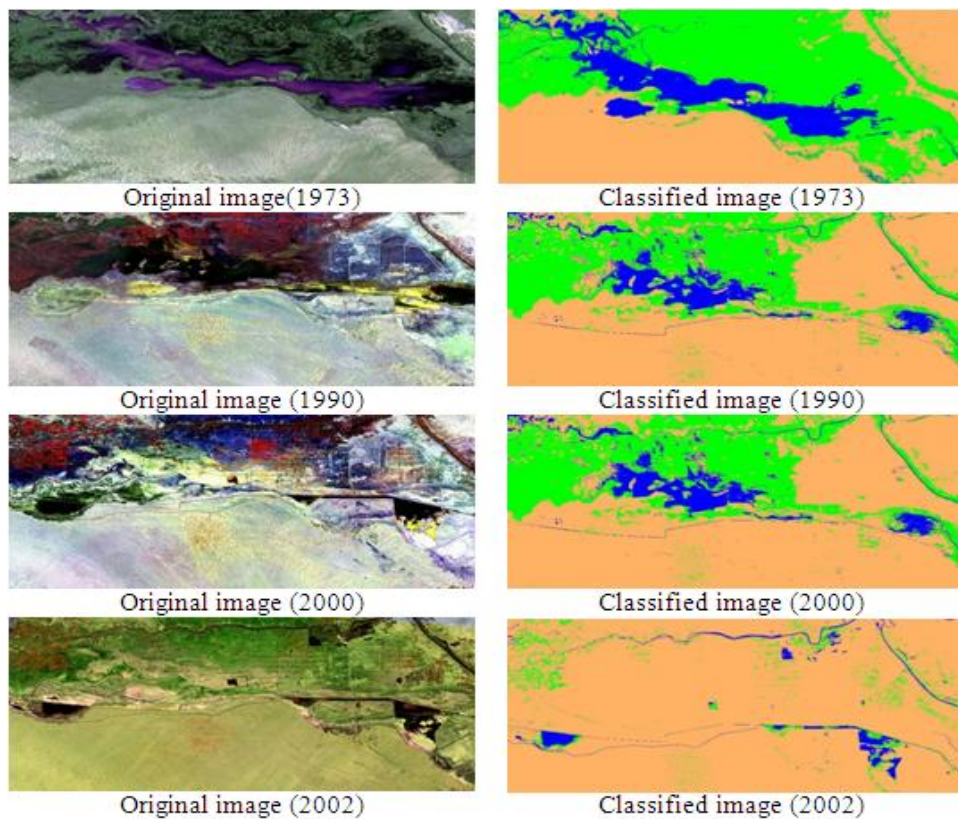 Original image(1973)
Classified image (1973)
Original image (1990)
Classified image (1990)
Original image (2000)
Classified image (2000)
Original image (2002)
Classified image (2002)